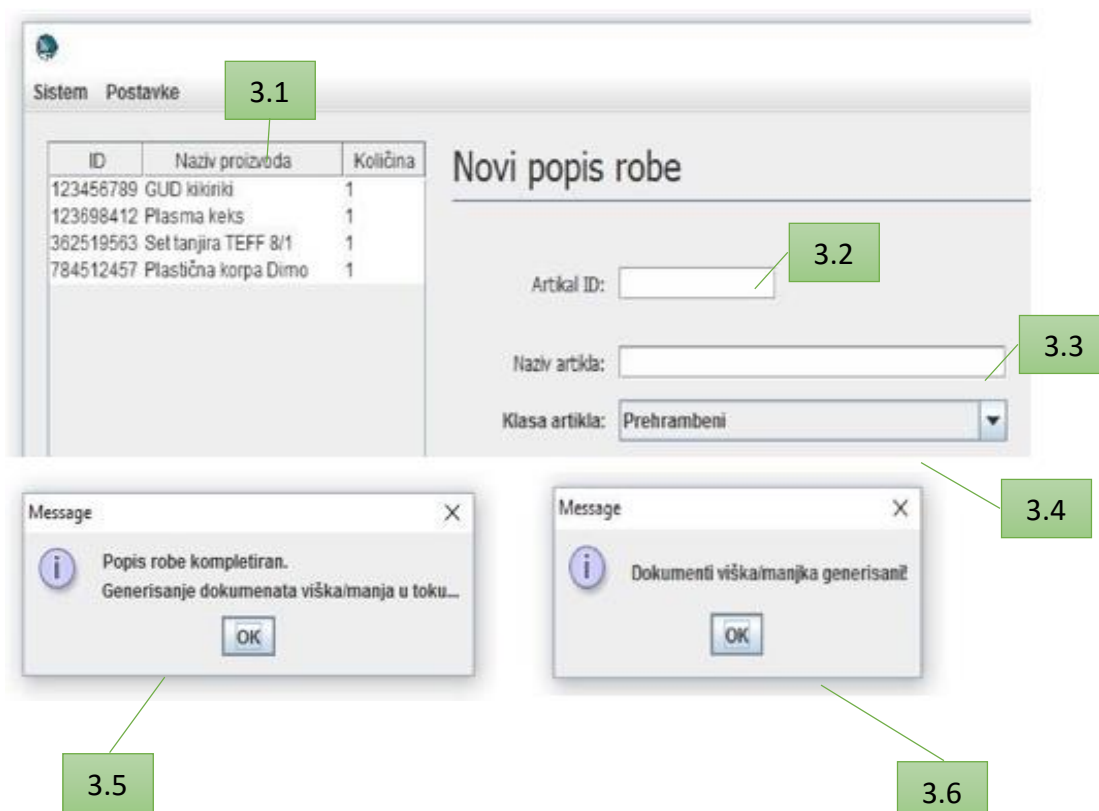 Sistem Postavke
3.1
ID Naziv proizvoda Količina
123456789 GUD kikiriki 1
123698412 Plasma keks 1
362519563 Set tanjira TEFF 8/1 1
784512457 Plastična korpa Dimo 1
Novi popis robe
3.2
Artikal ID:
3.3
Naziv artikla:
Klasa artikla: Prehrambeni
3.4
Message
Popis robe kompletiran.
Generisanje dokumenata viška/manja u toku...
OK
Message
Dokumenti viška/manjka generisanič
OK
3.5
3.6